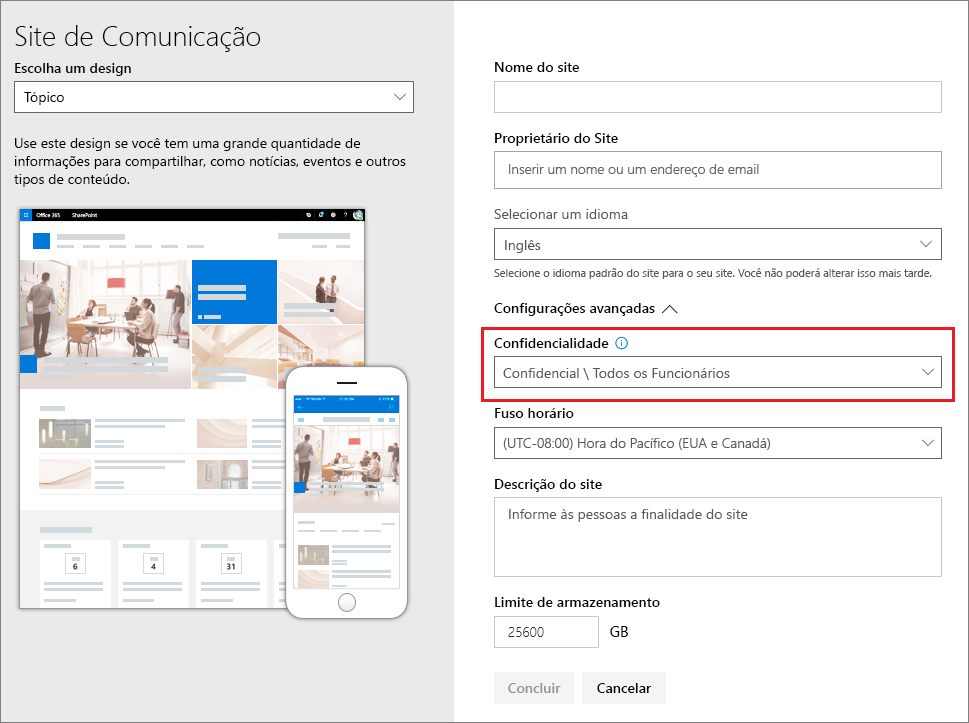 Site de Comunicação
Escolha um design
Tópico
Use este design se você tem uma grande quantidade de
informações para compartilhar, como notícias, eventos e outros
tipos de conteúdo.
Office 365 SharePoint
?
6
4
31
Nome do site
Proprietário do Site
Inserir um nome ou um endereço de email
Selecionar um idioma
Inglês
Selecione o idioma padrão do site para o seu site. Você não poderá alterar isso mais tarde.
Configurações avançadas
Confidencialidade
Confidencial \ Todos os Funcionários
Fuso horário
(UTC-08:00) Hora do Pacífico (EUA e Canadá)
Descrição do site
Informe às pessoas a finalidade do site
Limite de armazenamento
25600 GB
Concluir Cancelar